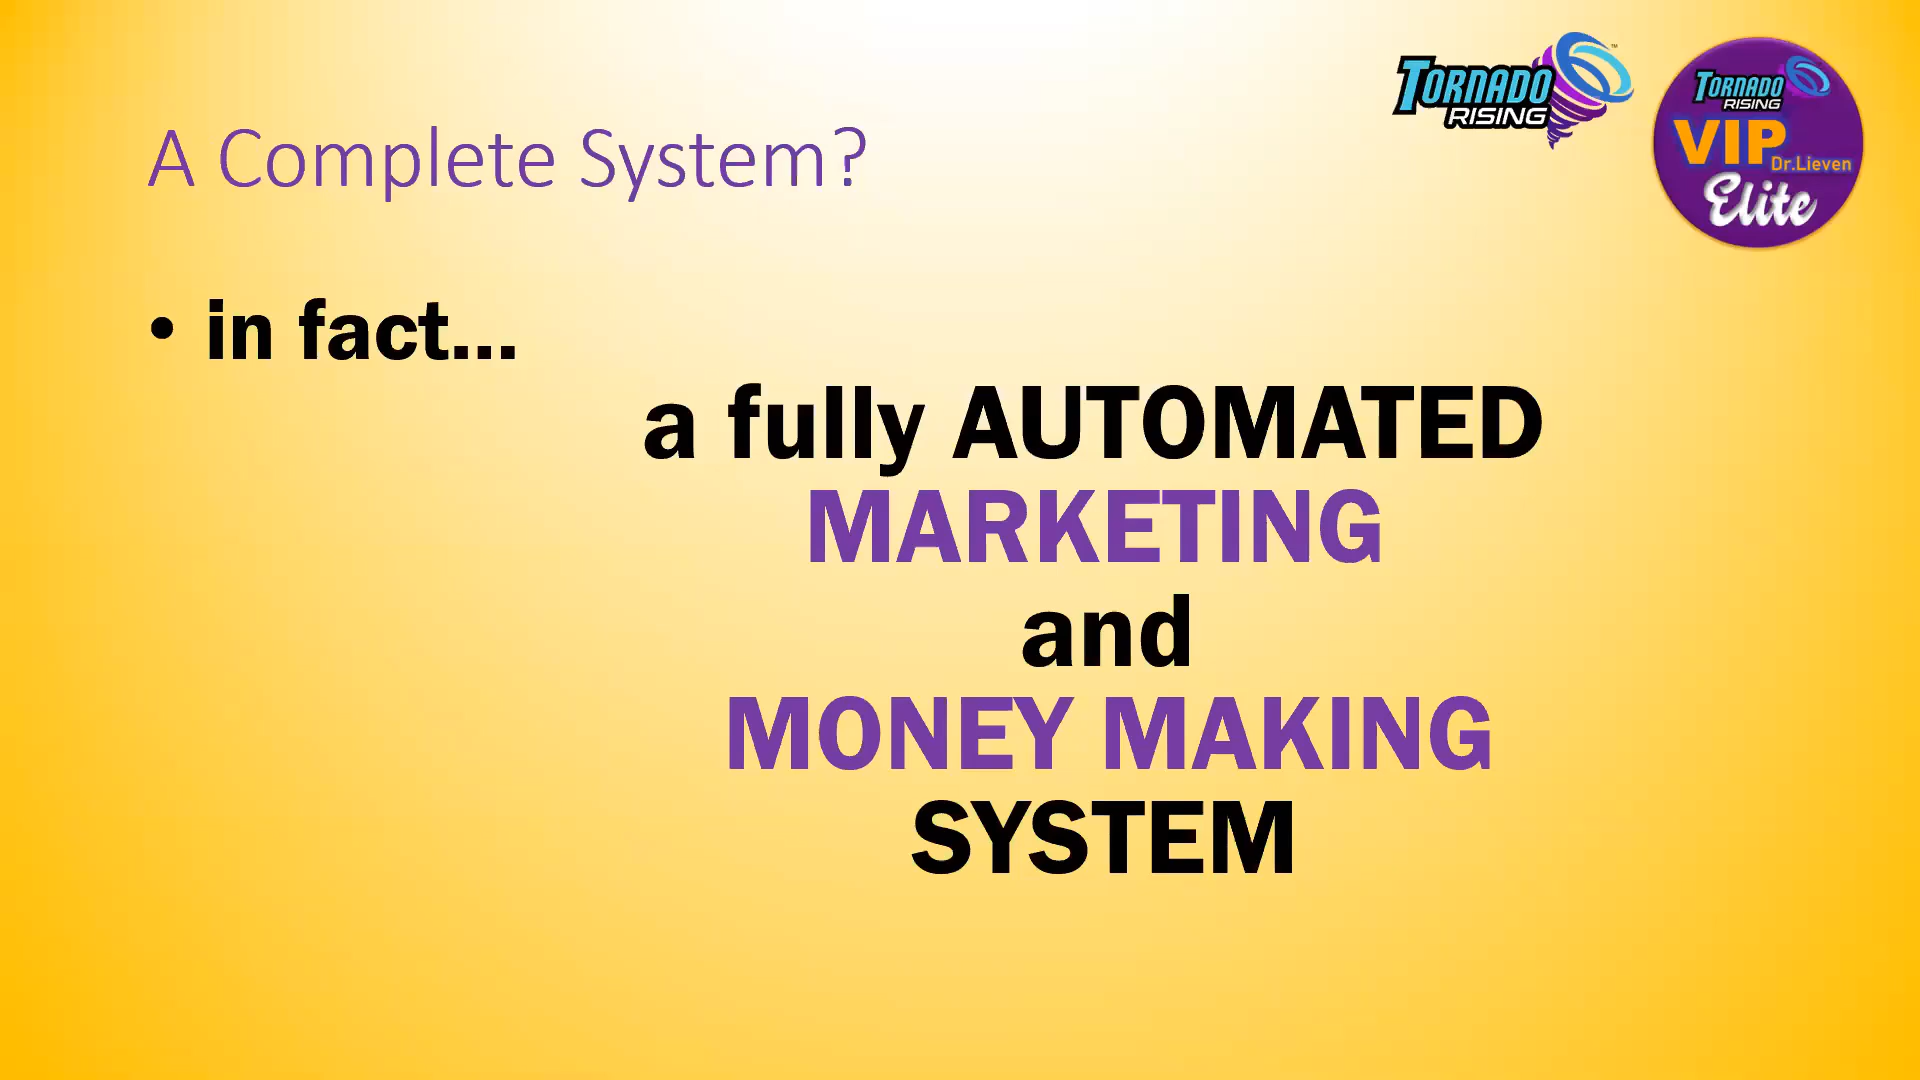 TORNADO
RISING
™
TORNADO
RISING
VIP
Dr.Lieven
Elite
A Complete System?
• in fact...
a fully AUTOMATED
MARKETING
and
MONEY MAKING
SYSTEM